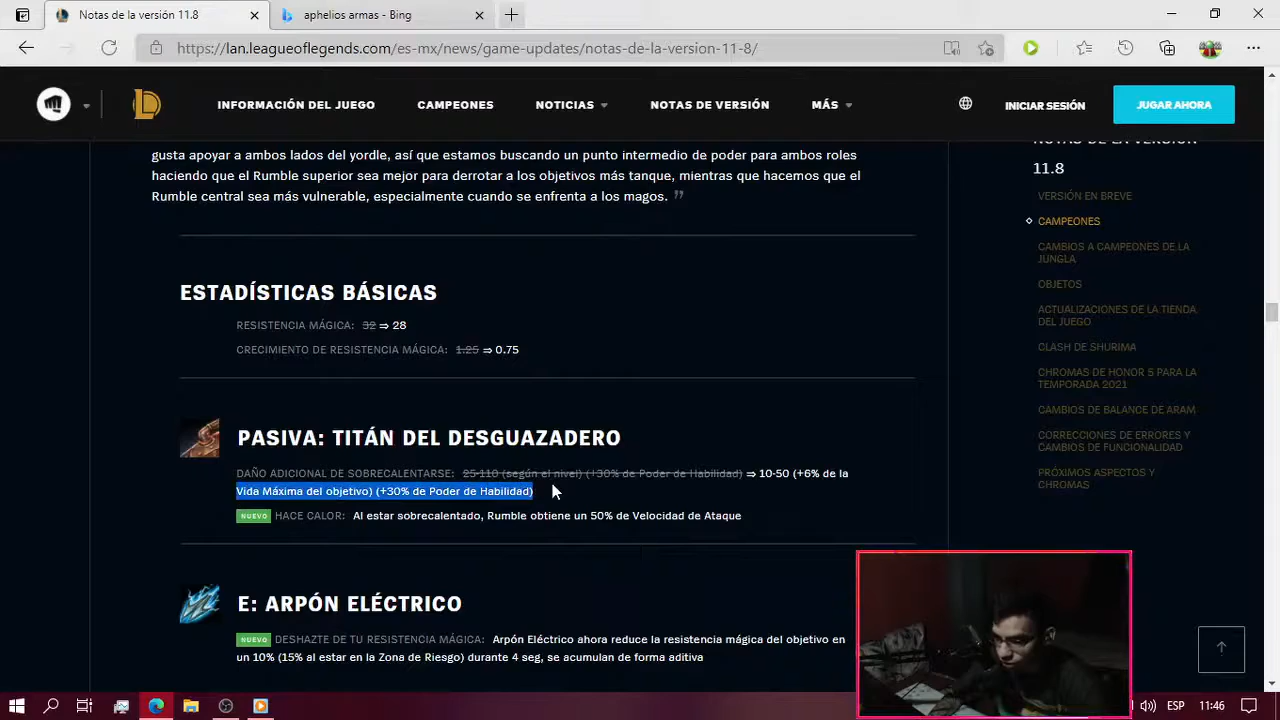 Notas de la versión 11.8
aphelios armas - Bing
https://lan.leagueoflegends.com/es-mx/news/game-updates/notas-de-la-version-11-8/
INFORMACIÓN DEL JUEGO
CAMPEONES
NOTICIAS
NOTAS DE VERSIÓN
MÁS
INICIAR SESIÓN
JUGAR AHORA
gusta apoyar a ambos lados del yordle, así que estamos buscando un punto intermedio de poder para ambos roles
haciendo que el Rumble superior sea mejor para derrotar a los objetivos más tanque, mientras que hacemos que el
Rumble central sea más vulnerable, especialmente cuando se enfrenta a los magos. ”
ESTADÍSTICAS BÁSICAS
RESISTENCIA MÁGICA: 32 ⇒ 28
CRECIMIENTO DE RESISTENCIA MÁGICA: 1.25 ⇒ 0.75
PASIVA: TITÁN DEL DESGUAZADERO
DAÑO ADICIONAL DE SOBRECALENTARSE: 25-110 (según el nivel) (+30% de Poder de Habilidad) ⇒ 10-50 (+6% de la
Vida Máxima del objetivo) (+30% de Poder de Habilidad)
NUEVO HACE CALOR: Al estar sobrecalentado, Rumble obtiene un 50% de Velocidad de Ataque
E: ARPÓN ELÉCTRICO
NUEVO DESHAZTE DE TU RESISTENCIA MÁGICA: Arpón Eléctrico ahora reduce la resistencia mágica del objetivo en
un 10% (15% al estar en la Zona de Riesgo) durante 4 seg, se acumulan de forma aditiva
NOTAS DE LA VERSIÓN
11.8
VERSIÓN EN BREVE
CAMPEONES
CAMBIOS A CAMPEONES DE LA
JUNGLA
OBJETOS
ACTUALIZACIONES DE LA TIENDA
DEL JUEGO
CLASH DE SHURIMA
CHROMAS DE HONOR 5 PARA LA
TEMPORADA 2021
CAMBIOS DE BALANCE DE ARAM
CORRECCIONES DE ERRORES Y
CAMBIOS DE FUNCIONALIDAD
PRÓXIMOS ASPECTOS Y
CHROMAS
ESP
11:46